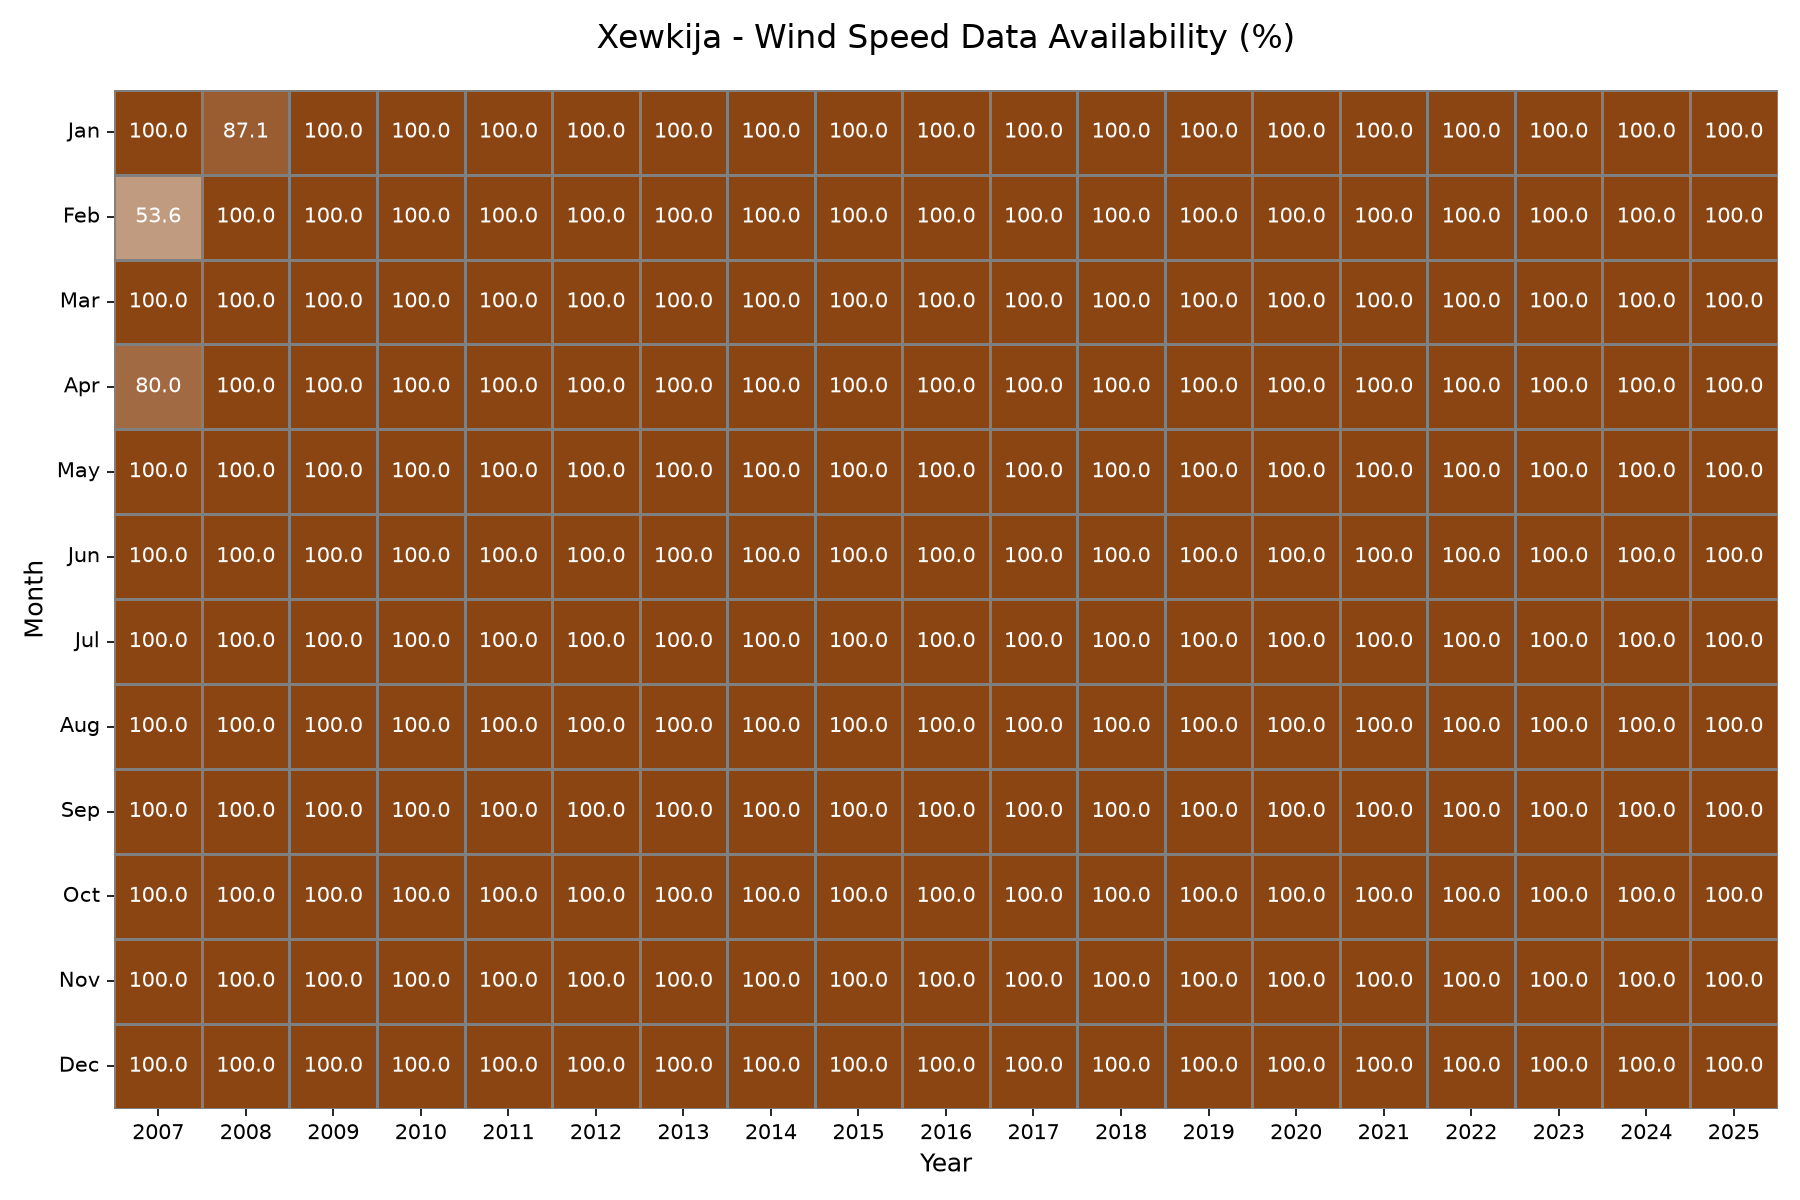 Xewkija - Wind Speed Data Availability (%)
Jan 100.0 87.1 100.0 100.0 100.0 100.0 100.0 100.0 100.0 100.0 100.0 100.0 100.0 100.0 100.0 100.0 100.0 100.0 100.0
Feb 53.6 100.0 100.0 100.0 100.0 100.0 100.0 100.0 100.0 100.0 100.0 100.0 100.0 100.0 100.0 100.0 100.0 100.0 100.0
Mar 100.0 100.0 100.0 100.0 100.0 100.0 100.0 100.0 100.0 100.0 100.0 100.0 100.0 100.0 100.0 100.0 100.0 100.0 100.0
Apr 80.0 100.0 100.0 100.0 100.0 100.0 100.0 100.0 100.0 100.0 100.0 100.0 100.0 100.0 100.0 100.0 100.0 100.0 100.0
May 100.0 100.0 100.0 100.0 100.0 100.0 100.0 100.0 100.0 100.0 100.0 100.0 100.0 100.0 100.0 100.0 100.0 100.0 100.0
Jun 100.0 100.0 100.0 100.0 100.0 100.0 100.0 100.0 100.0 100.0 100.0 100.0 100.0 100.0 100.0 100.0 100.0 100.0 100.0
Jul 100.0 100.0 100.0 100.0 100.0 100.0 100.0 100.0 100.0 100.0 100.0 100.0 100.0 100.0 100.0 100.0 100.0 100.0 100.0
Aug 100.0 100.0 100.0 100.0 100.0 100.0 100.0 100.0 100.0 100.0 100.0 100.0 100.0 100.0 100.0 100.0 100.0 100.0 100.0
Sep 100.0 100.0 100.0 100.0 100.0 100.0 100.0 100.0 100.0 100.0 100.0 100.0 100.0 100.0 100.0 100.0 100.0 100.0 100.0
Oct 100.0 100.0 100.0 100.0 100.0 100.0 100.0 100.0 100.0 100.0 100.0 100.0 100.0 100.0 100.0 100.0 100.0 100.0 100.0
Nov 100.0 100.0 100.0 100.0 100.0 100.0 100.0 100.0 100.0 100.0 100.0 100.0 100.0 100.0 100.0 100.0 100.0 100.0 100.0
Dec 100.0 100.0 100.0 100.0 100.0 100.0 100.0 100.0 100.0 100.0 100.0 100.0 100.0 100.0 100.0 100.0 100.0 100.0 100.0
2007 2008 2009 2010 2011 2012 2013 2014 2015 2016 2017 2018 2019 2020 2021 2022 2023 2024 2025
Year
Month